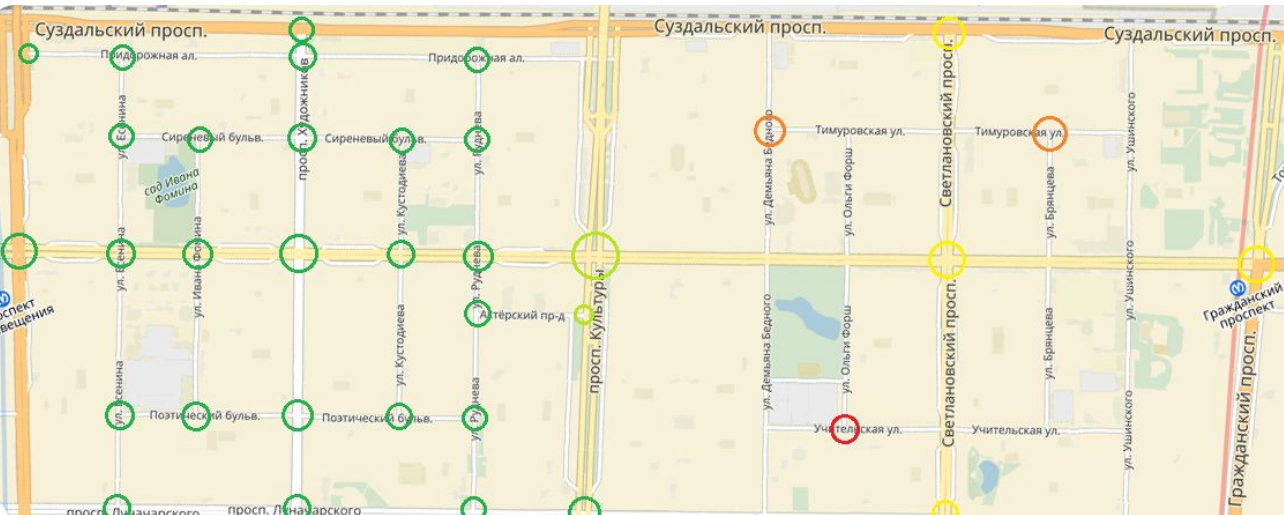 Суздальский просп.
Суздальский просп.
Суздальский просп.
Придорожная ал.
Придорожная ал.
ул. Есенина
просп. Художников
ул. Руднева
Сиреневый бульв.
Сиреневый бульв.
ул. Демьяна Бедного
Тимуровская ул.
Светлановский просп.
Тимуровская ул.
ул. Ушинского
сад Ивана
Фомина
ул. Кустодиева
ул. Ольги Форш
ул. Брянцева
ул. Есенина
ул. Ивана Фомина
ул. Руднева
просп. Культуры
ул. Ушинского
Гражданский
проспект
Актёрский пр-д
ул. Кустодиева
ул. Демьяна Бедного
ул. Ольги Форш
Светлановский просп.
ул. Брянцева
Гражданский просп.
ул. Есенина
Поэтический бульв.
Поэтический бульв.
ул. Руднева
Учительская ул.
Учительская ул.
ул. Ушинского
просп. Луначарского
просп. Луначарского